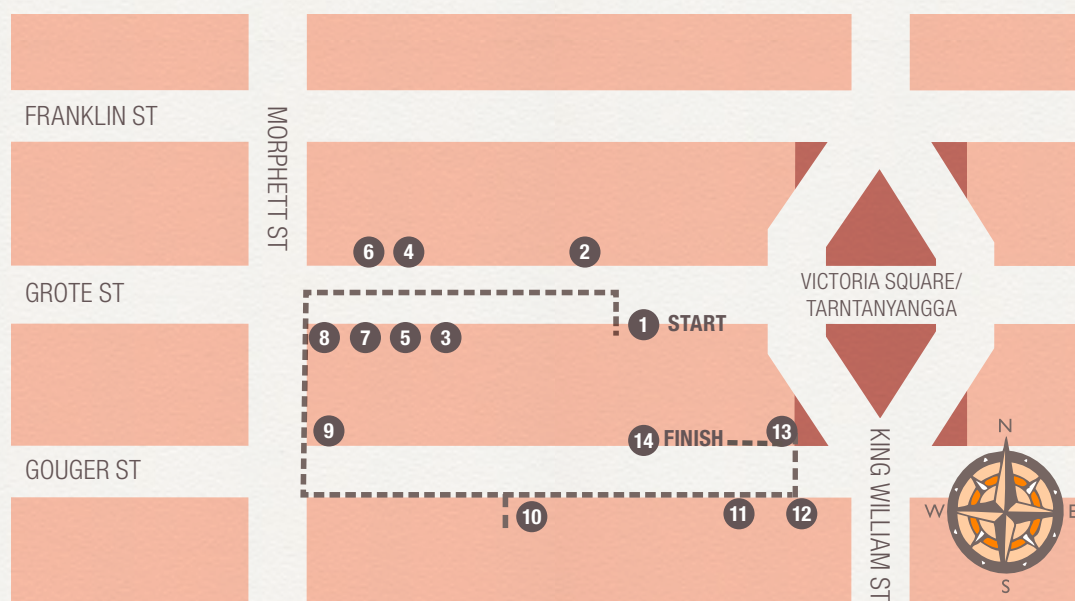 FRANKLIN ST
MORPHETT ST
6
4
2
GROTE ST
VICTORIA SQUARE/
TARNTANYANGGA
1 START
8
7
5
3
9
14 FINISH
13
GOUGER ST
KING WILLIAM ST
10
11
12
N
W
E
S